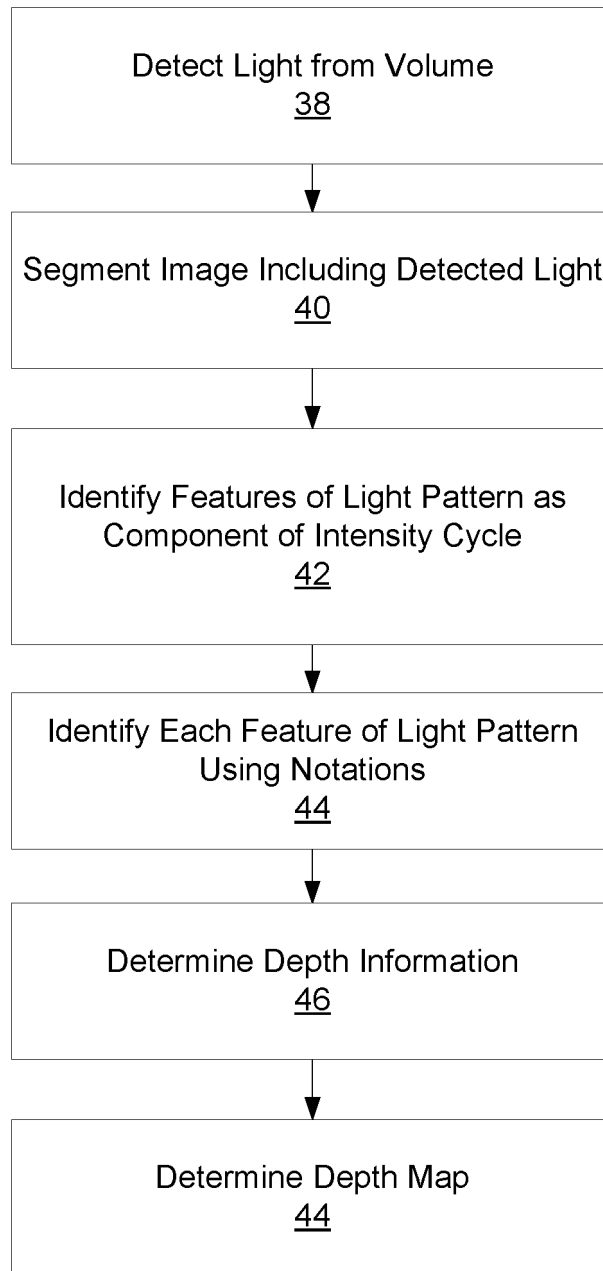 Detect Light from Volume
38
Segment Image Including Detected Light
40
Identify Features of Light Pattern as
Component of Intensity Cycle
42
Identify Each Feature of Light Pattern
Using Notations
44
Determine Depth Information
46
Determine Depth Map
44